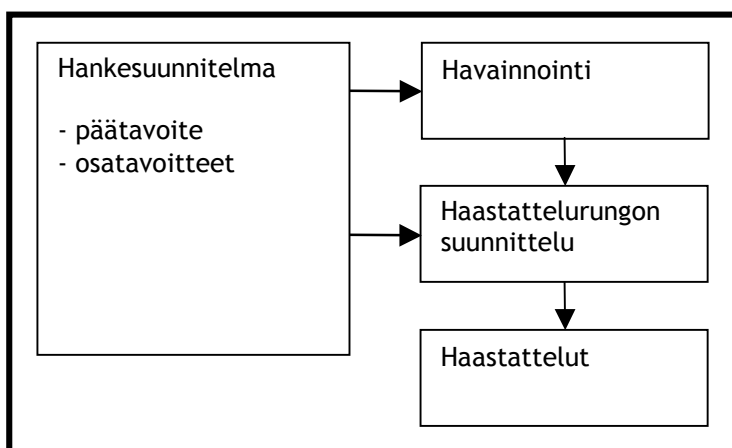 Hankesuunnitelma
- päätavoite
- osatavoitteet
Havainnointi
Haastattelurungon
suunnittelu
Haastattelut